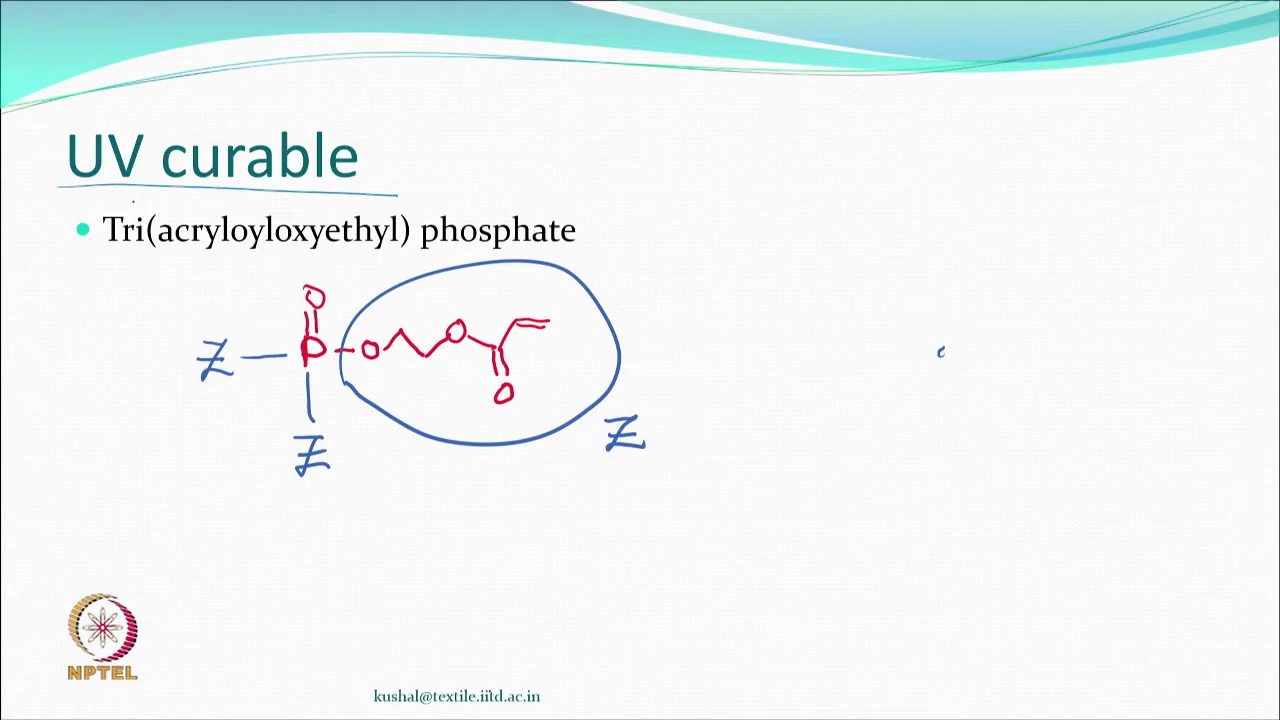 UV curable
Tri(acryloyloxyethyl) phosphate
O
Z — P - O O
O
Z Z
NPTEL
kushal@textile.iitd.ac.in